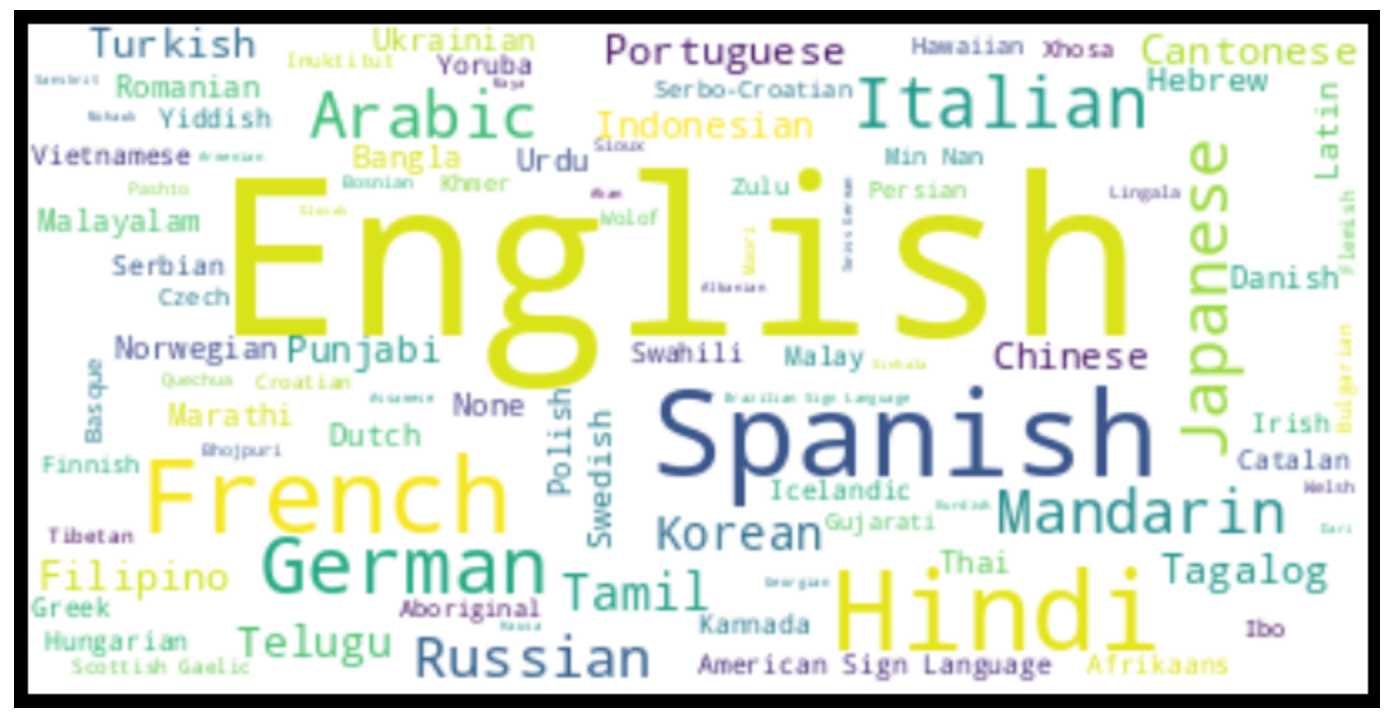 Turkish
Ukrainian
Portuguese
Hawaiian
Xhosa
Cantonese
Inuktitut
Yoruba
Sanskrit
Romanian
Serbo-Croatian
Italian
Hebrew
Arabic
Latin
Yiddish
Indonesian
Vietnamese
Armenian
Bangla
Urdu
Sioux
Min Nan
Japanese
Pashto
Bosnian
Khmer
Zulu
Persian
Lingala
Malayalam
Slovak
Wolof
Swiss German
Flemish
English
Maori
Serbian
Czech
Albanian
Danish
Norwegian
Punjabi
Swahili
Malay
Sinhala
Chinese
Bulgarian
Basque
Quechua
Croatian
Assamese
None
Brazilian Sign Language
Marathi
Dutch
Polish
Swedish
Spanish
Irish
Bhojpuri
Finnish
Catalan
French
Icelandic
Kurdish
Mandarin
Welsh
Tibetan
Korean
Gujarati
Dari
Filipino
German
Tamil
Georgian
Thai
Hindi
Tagalog
Greek
Aboriginal
Hausa
Kannada
Ibo
Hungarian
Telugu
Russian
Scottish Gaelic
American Sign Language
Afrikaans